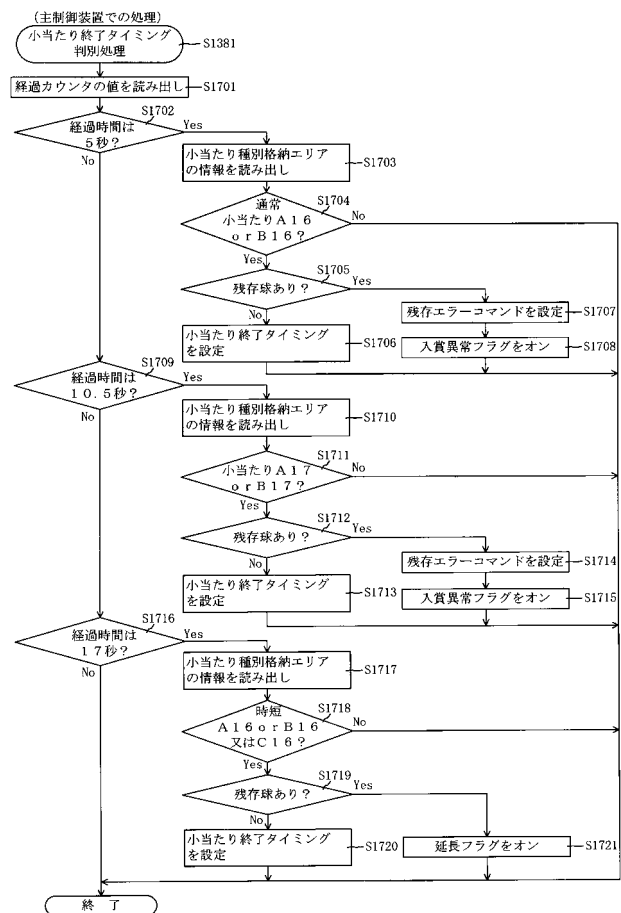 (主制御装置での処理)
小当たり終了タイミング
判別処理
S1381
経過カウンタの値を読み出し
S1701
S1702
経過時間は
5秒?
Yes
No
小当たり種別格納エリア
の情報を読み出し
S1703
S1704
通常
小当たりA16
orB16?
No
Yes
S1705
残存球あり?
Yes
No
小当たり終了タイミング
を設定
S1706
残存エラーコマンドを設定
S1707
入賞異常フラグをオン
S1708
S1709
経過時間は
10.5秒?
Yes
No
小当たり種別格納エリア
の情報を読み出し
S1710
S1711
小当たりA17
orB17?
No
Yes
S1712
残存球あり?
Yes
No
小当たり終了タイミング
を設定
S1713
残存エラーコマンドを設定
S1714
入賞異常フラグをオン
S1715
S1716
経過時間は
17秒?
Yes
No
小当たり種別格納エリア
の情報を読み出し
S1717
S1718
時短
A16orB16
又はC16?
No
Yes
S1719
残存球あり?
Yes
No
小当たり終了タイミング
を設定
S1720
延長フラグをオン
S1721
終 了